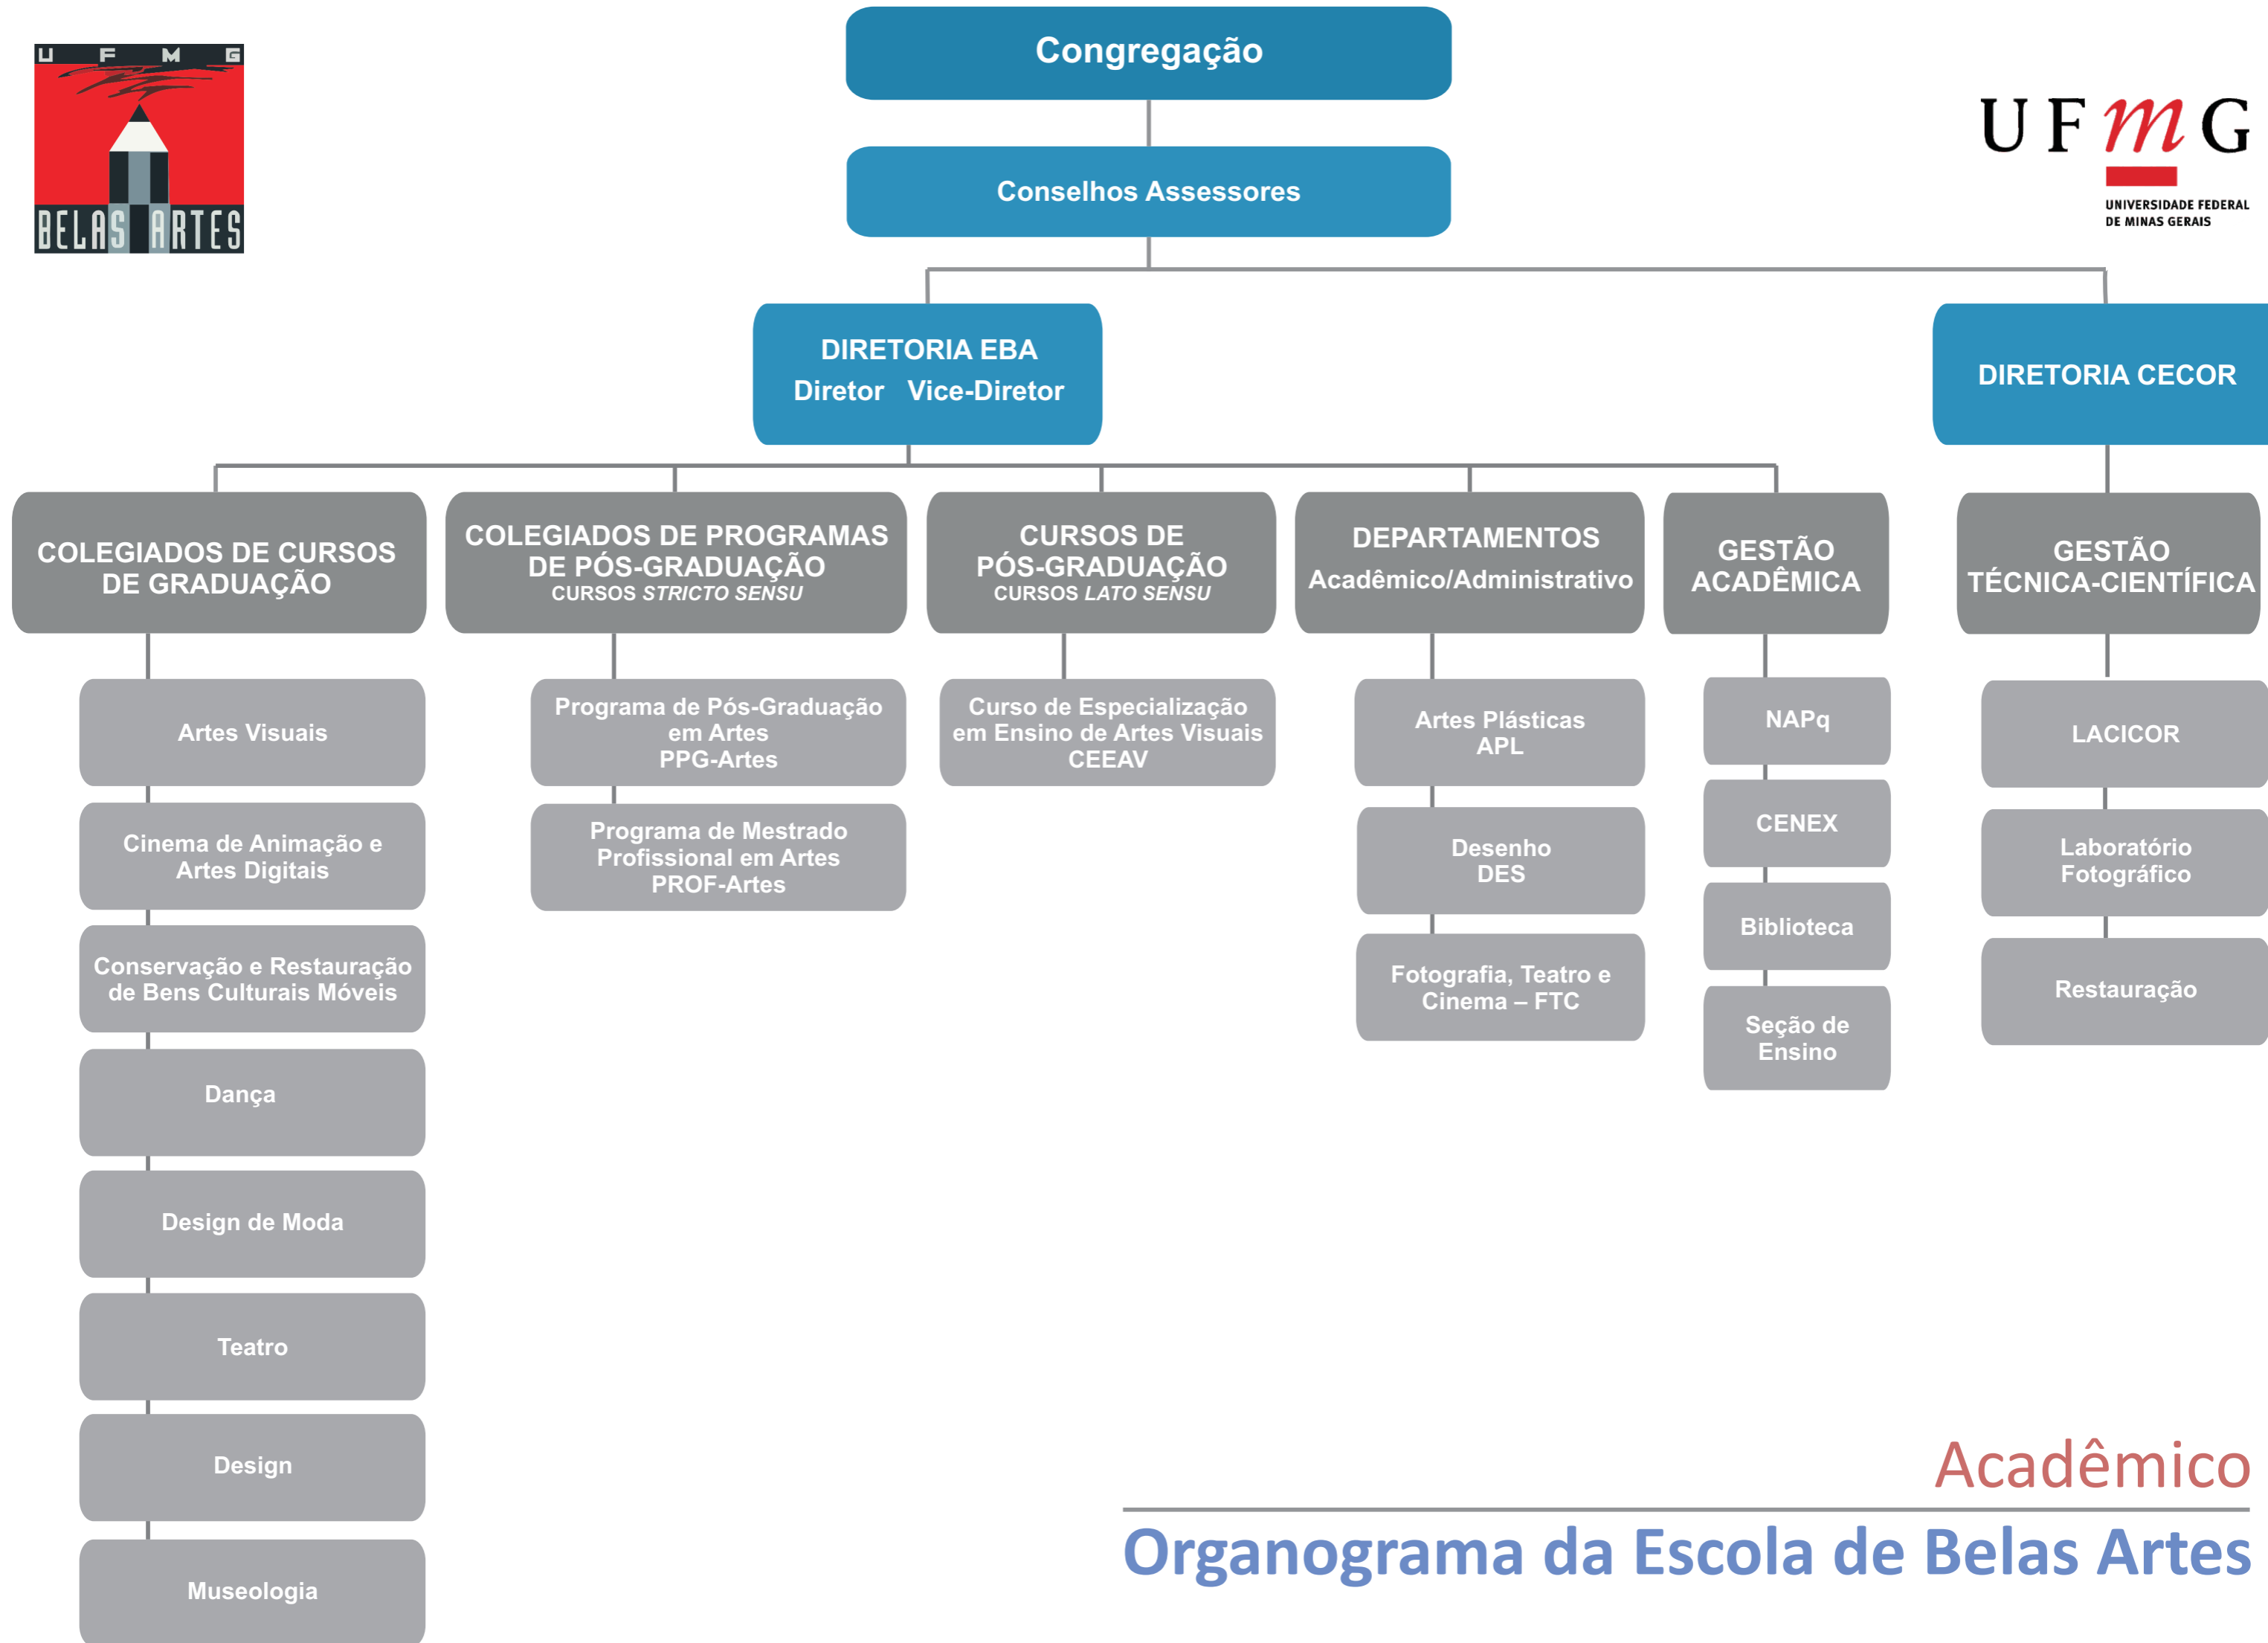 U F M G
BELAS ARTES
UFmG
UNIVERSIDADE FEDERAL
DE MINAS GERAIS
Congregação
Conselhos Assessores
DIRETORIA EBA
Diretor Vice-Diretor
DIRETORIA CECOR
COLEGIADOS DE CURSOS
DE GRADUAÇÃO
Artes Visuais
Cinema de Animação e
Artes Digitais
Conservação e Restauração
de Bens Culturais Móveis
Dança
Design de Moda
Teatro
Design
Museologia
COLEGIADOS DE PROGRAMAS
DE PÓS-GRADUAÇÃO
CURSOS STRICTO SENSU
Programa de Pós-Graduação
em Artes
PPG-Artes
Programa de Mestrado
Profissional em Artes
PROF-Artes
CURSOS DE
PÓS-GRADUAÇÃO
CURSOS LATO SENSU
Curso de Especialização
em Ensino de Artes Visuais
CEEAV
DEPARTAMENTOS
Acadêmico/Administrativo
Artes Plásticas
APL
Desenho
DES
Fotografia, Teatro e
Cinema – FTC
GESTÃO
ACADÊMICA
NAPq
CENEX
Biblioteca
Seção de
Ensino
GESTÃO
TÉCNICA-CIENTÍFICA
LACICOR
Laboratório
Fotográfico
Restauração
Acadêmico
Organograma da Escola de Belas Artes